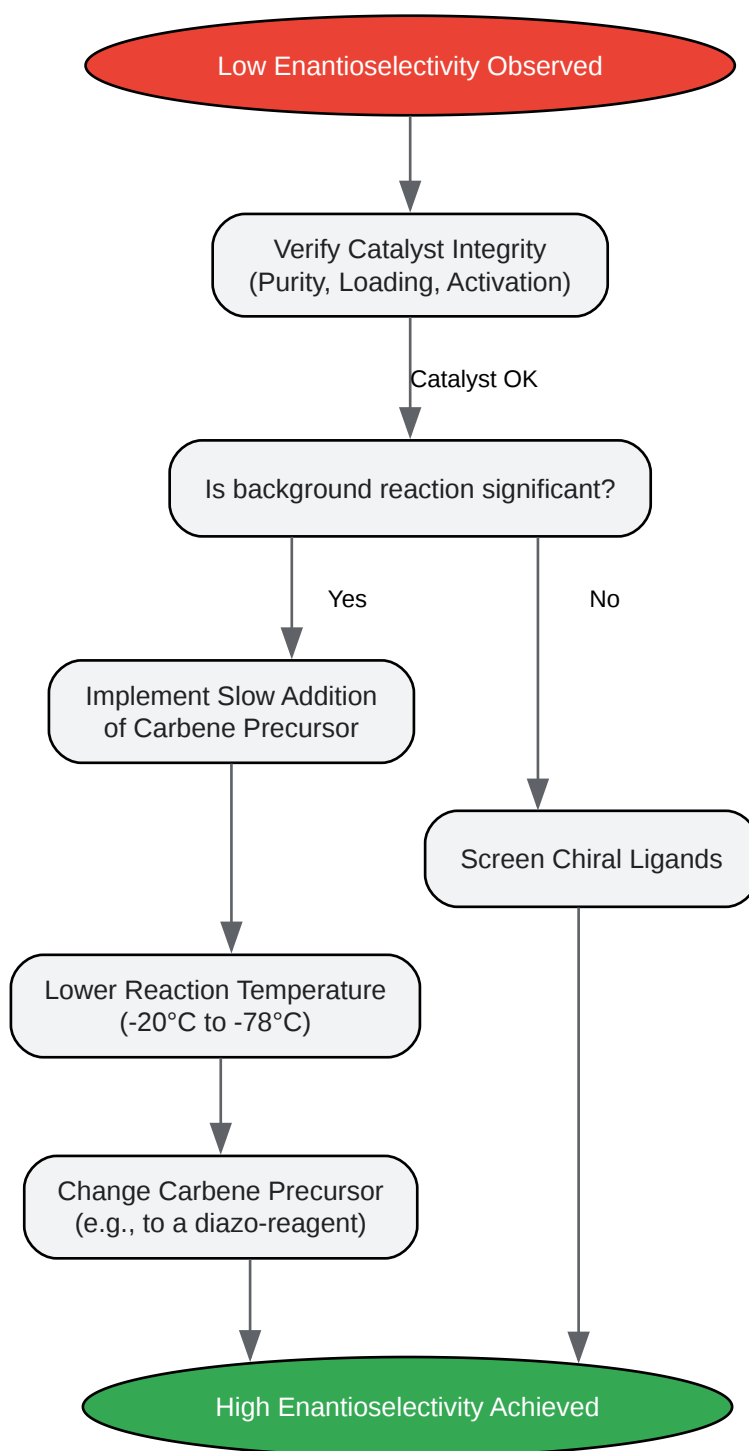 Low Enantioselectivity Observed
Verify Catalyst Integrity
(Purity, Loading, Activation)
Catalyst OK
Is background reaction significant?
Yes
No
Implement Slow Addition
of Carbene Precursor
Screen Chiral Ligands
Lower Reaction Temperature
(-20°C to -78°C)
Change Carbene Precursor
(e.g., to a diazo-reagent)
High Enantioselectivity Achieved